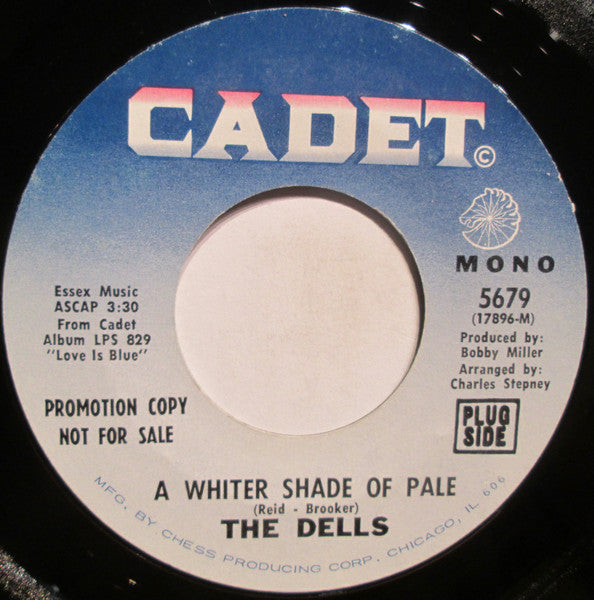 CADET ©
MONO
5679
(17896-M)
Produced by:
Bobby Miller
Arranged by:
Charles Stepney
PLUG
SIDE
Essex Music
ASCAP 3:30
From Cadet
Album LPS 829
"Love Is Blue"
PROMOTION COPY
NOT FOR SALE
A WHITER SHADE OF PALE
(Reid - Brooker)
THE DELLS
MFG. BY CHESS PRODUCING CORP. CHICAGO, IL 606